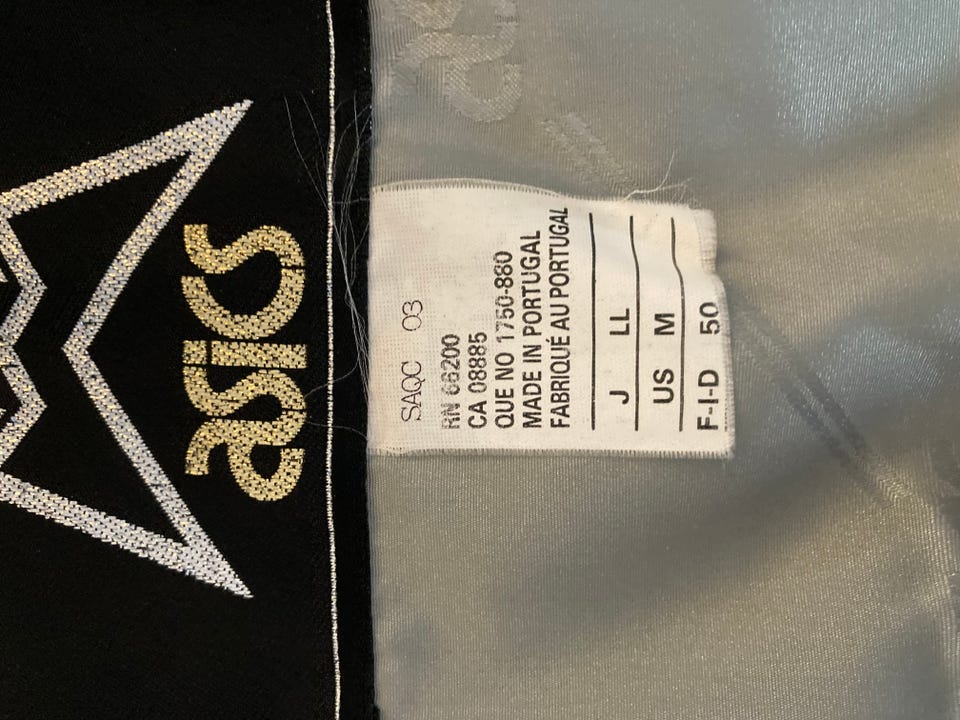 asics
SAQC 03
RN 66200
CA 08885
QUE NO 1750-880
MADE IN PORTUGAL
FABRIQUÉ AU PORTUGAL
J LL
US M
F-I-D 50